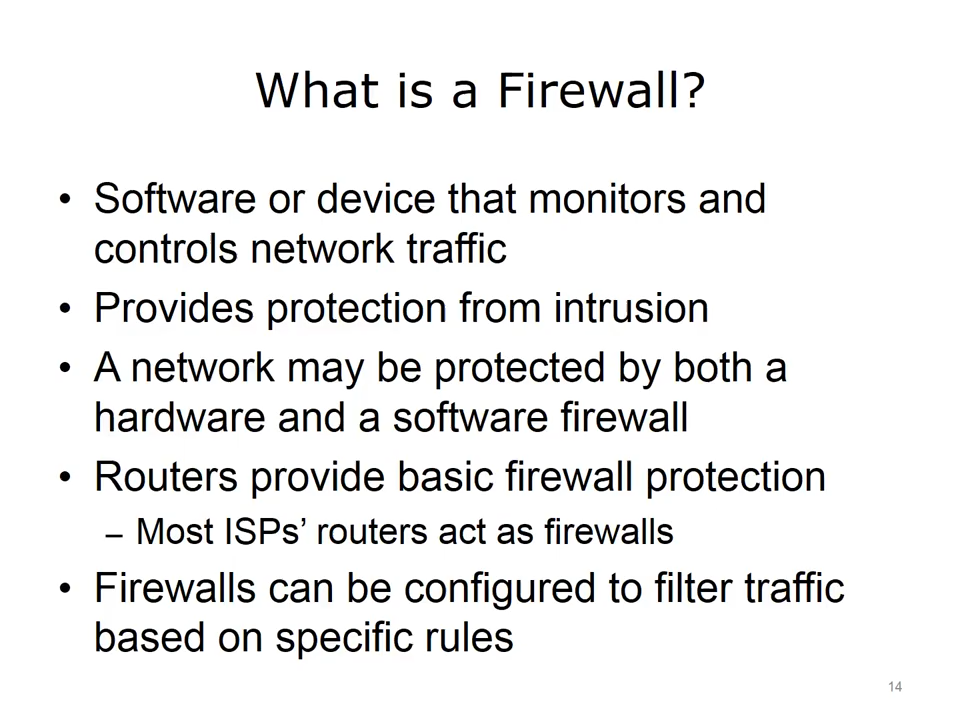 What is a Firewall?
• Software or device that monitors and
controls network traffic
• Provides protection from intrusion
• A network may be protected by both a
hardware and a software firewall
• Routers provide basic firewall protection
– Most ISPs’ routers act as firewalls
• Firewalls can be configured to filter traffic
based on specific rules
14